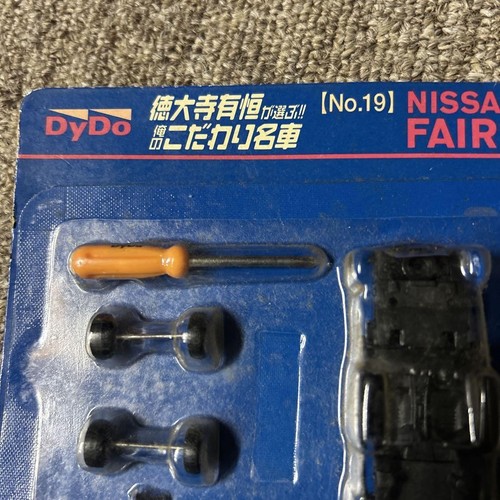 DyDo
徳大寺有恒が選ぶ!!
俺のこだわり名車
【No.19】
NISSA
FAIR